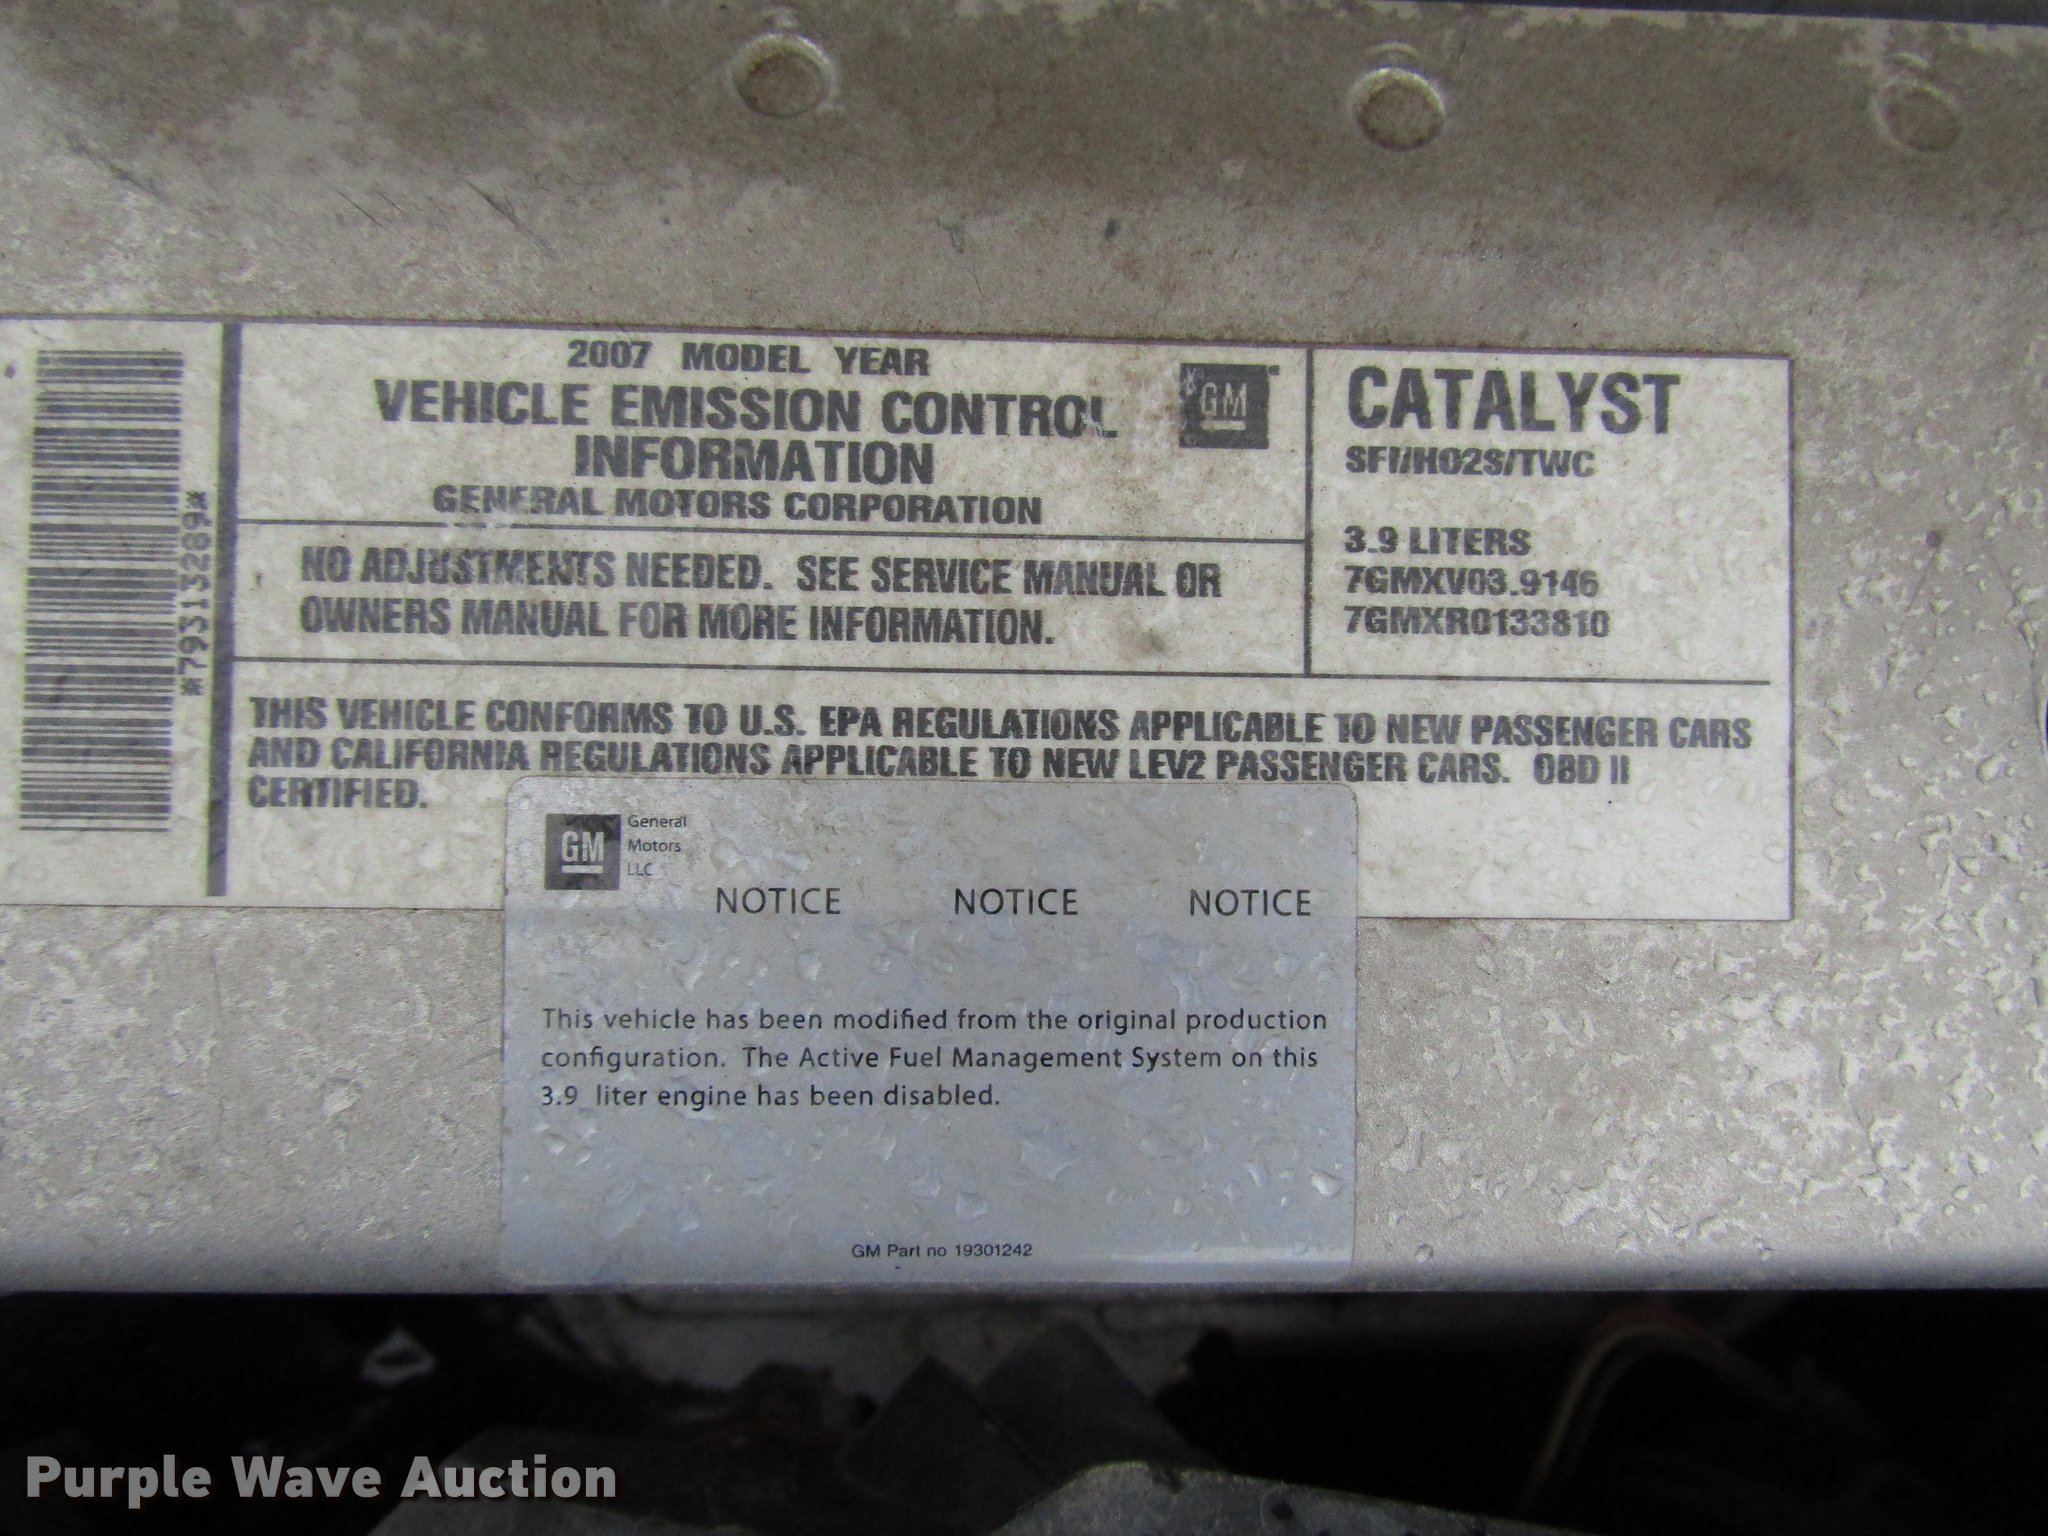 *79313289*
2007 MODEL YEAR
VEHICLE EMISSION CONTROL
INFORMATION
GENERAL MOTORS CORPORATION
GM
NO ADJUSTMENTS NEEDED. SEE SERVICE MANUAL OR
OWNERS MANUAL FOR MORE INFORMATION.
CATALYST
SFI/HO2S/TWC
3.9 LITERS
7GMXV03.9146
7GMXR0133810
THIS VEHICLE CONFORMS TO U.S. EPA REGULATIONS APPLICABLE TO NEW PASSENGER CARS
AND CALIFORNIA REGULATIONS APPLICABLE TO NEW LEV2 PASSENGER CARS. OBD II
CERTIFIED.
GM
General
Motors
LLC
NOTICE NOTICE NOTICE
This vehicle has been modified from the original production
configuration. The Active Fuel Management System on this
3.9 liter engine has been disabled.
GM Part no 19301242
Purple Wave Auction